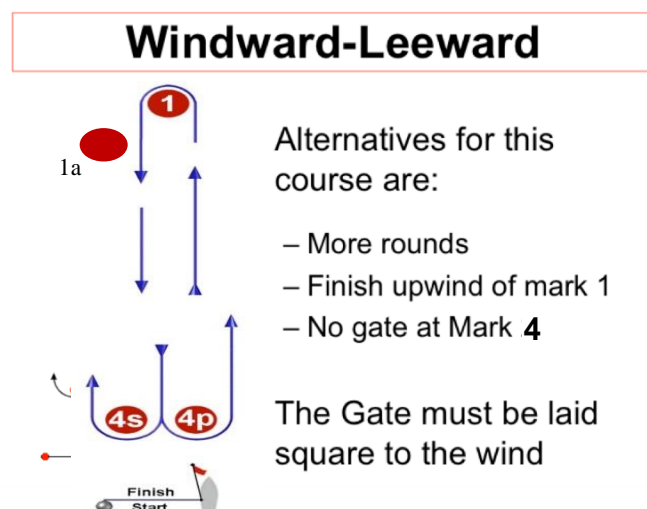 Windward-Leeward
1
1a
Alternatives for this
course are:
– More rounds
– Finish upwind of mark 1
– No gate at Mark 4
4s 4p
The Gate must be laid
square to the wind
Finish
Start